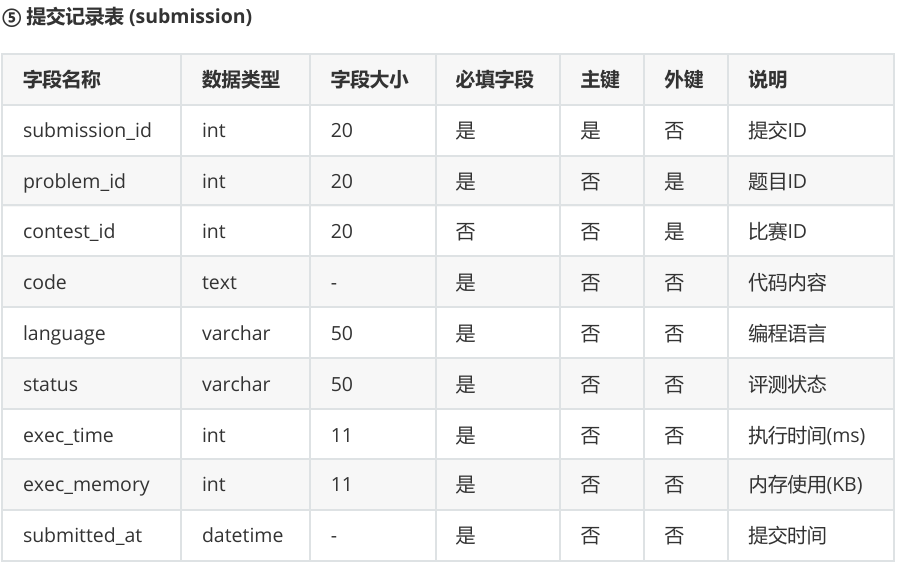 ⑤ 提交记录表 (submission)
字段名称 数据类型 字段大小 必填字段 主键 外键 说明
submission_id int 20 是 是 否 提交ID
problem_id int 20 是 否 是 题目ID
contest_id int 20 否 否 是 比赛ID
code text - 是 否 否 代码内容
language varchar 50 是 否 否 编程语言
status varchar 50 是 否 否 评测状态
exec_time int 11 是 否 否 执行时间(ms)
exec_memory int 11 是 否 否 内存使用(KB)
submitted_at datetime - 是 否 否 提交时间